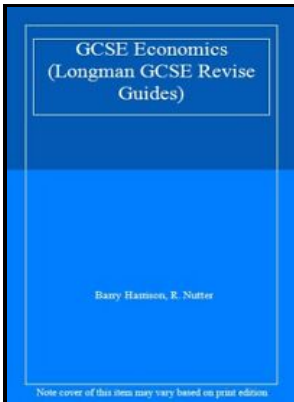 GCSE Economics
(Longman GCSE Revise
Guides)
Barry Harrison, R. Nutter
Note cover of this item may vary based on print edition